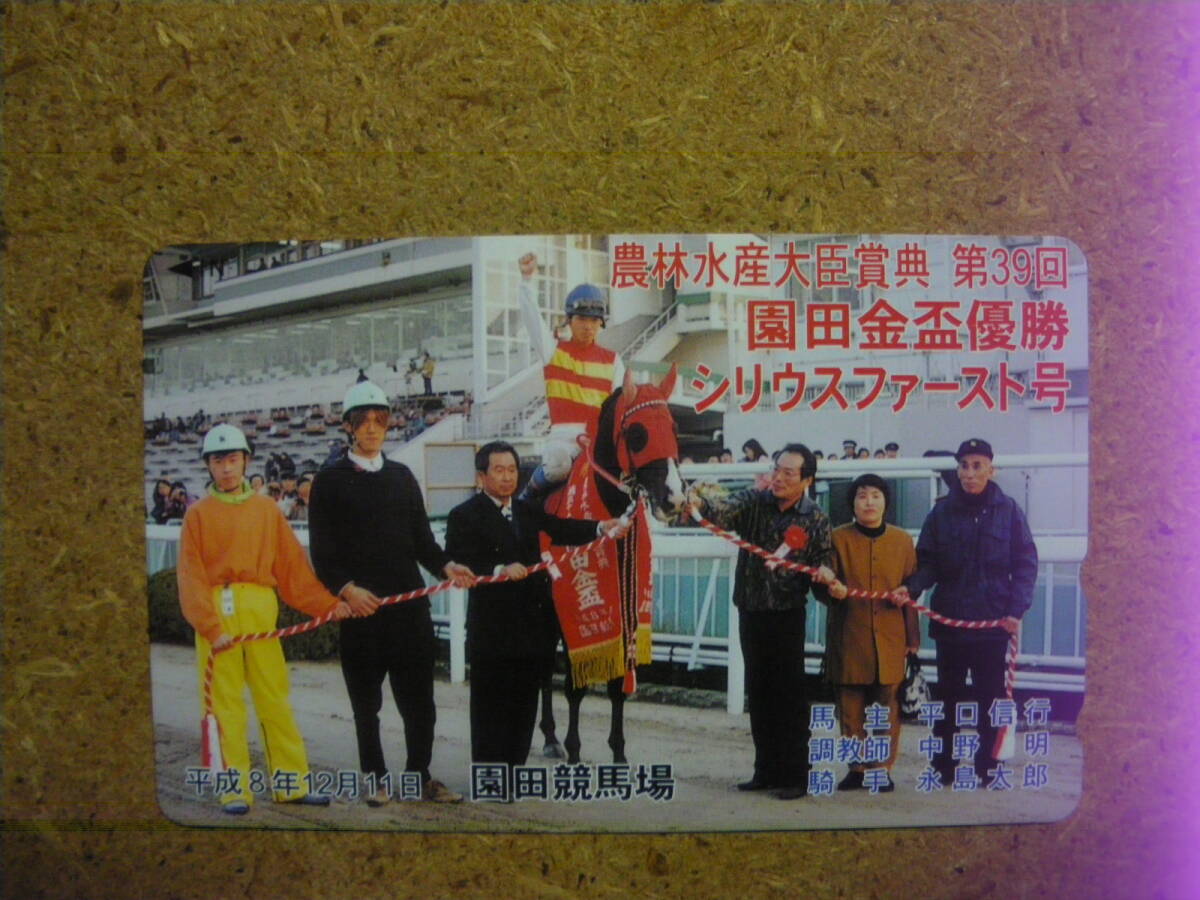 農林水産大臣賞典 第39回
園田金盃優勝
シリウスファースト号
田金盃
馬主 平口信行
調教師 中野 明
騎手 永島太郎
平成8年12月11日 園田競馬場